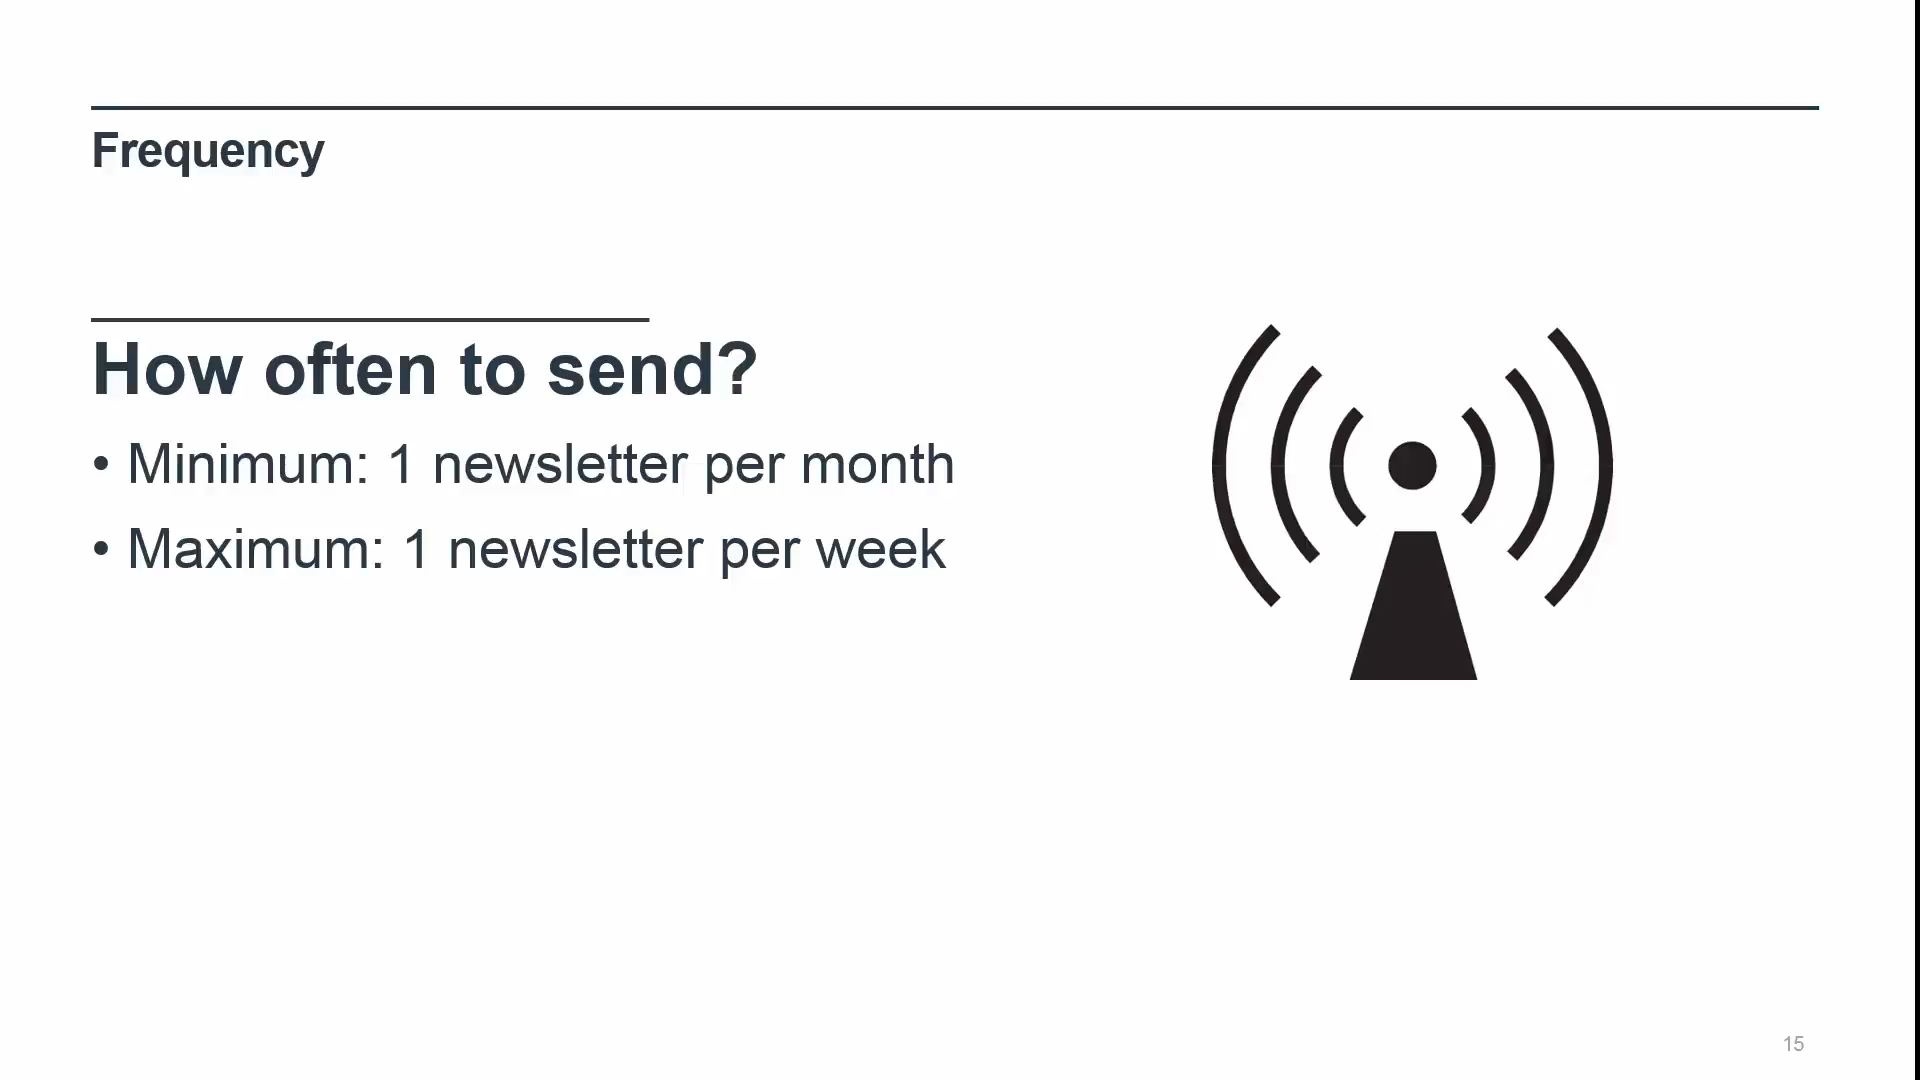 Frequency
How often to send?
• Minimum: 1 newsletter per month
• Maximum: 1 newsletter per week
15